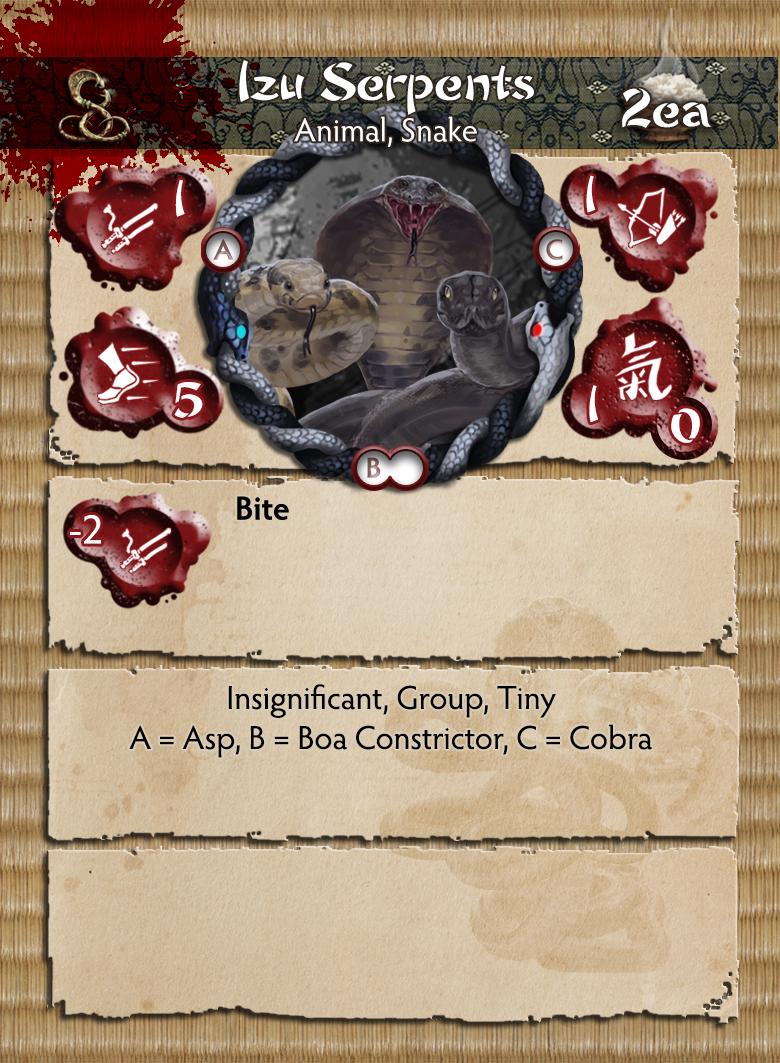 Izu Serpents
2ea
Animal, Snake
1
1
A
C
5
氣
1
0
B
-2
Bite
Insignificant, Group, Tiny
A = Asp, B = Boa Constrictor, C = Cobra